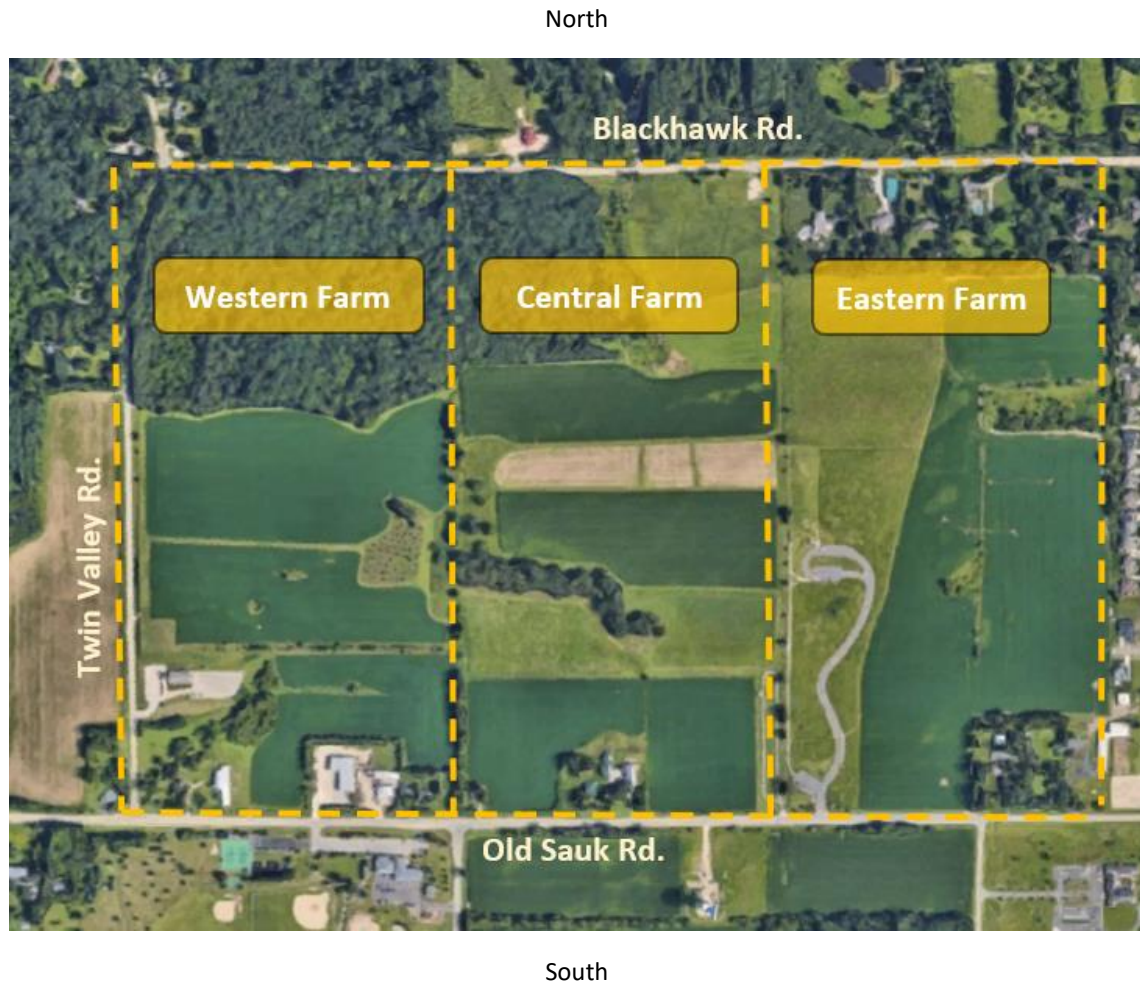 North
Blackhawk Rd.
Western Farm
Central Farm
Eastern Farm
Twin Valley Rd.
Old Sauk Rd.
South